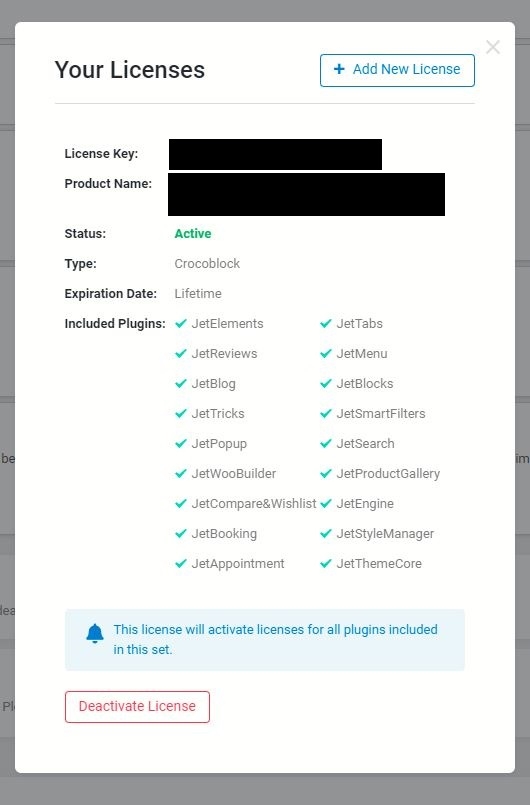 Your Licenses
+ Add New License
License Key:
Product Name:
Status: Active
Type: Crocoblock
Expiration Date: Lifetime
Included Plugins: JetElements JetTabs
JetReviews JetMenu
JetBlog JetBlocks
JetTricks JetSmartFilters
JetPopup JetSearch
JetWooBuilder JetProductGallery
JetCompare&Wishlist JetEngine
JetBooking JetStyleManager
JetAppointment JetThemeCore
This license will activate licenses for all plugins included
in this set.
Deactivate License